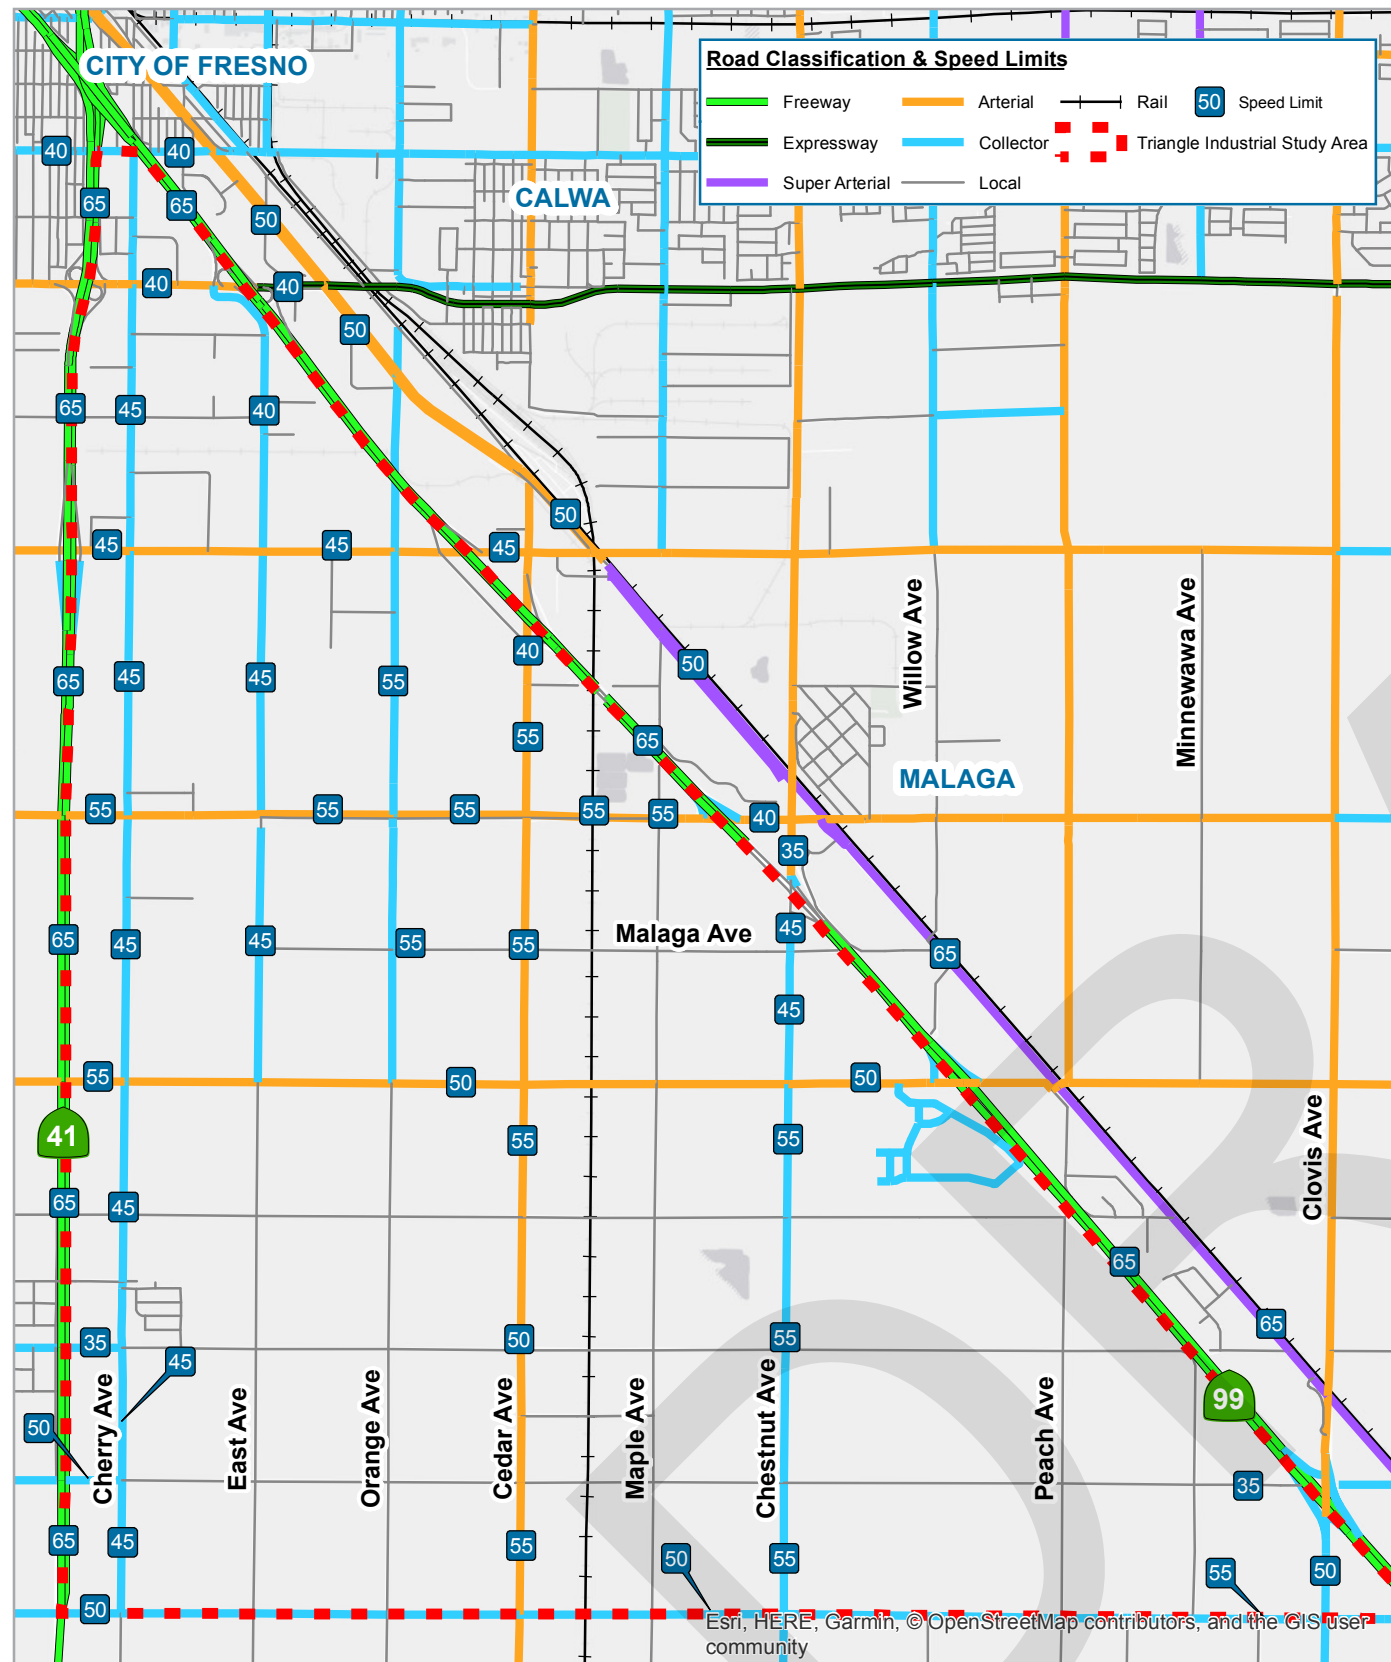 CITY OF FRESNO
Road Classification & Speed Limits
Freeway
Arterial
Rail
50
Speed Limit
Expressway
Collector
Triangle Industrial Study Area
Super Arterial
Local
40
40
CALWA
65
65
50
40
40
50
65
45
40
50
45
45
45
40
50
65
45
45
55
Willow Ave
Minnewawa Ave
55
65
MALAGA
55
55
55
55
55
40
35
65
45
45
55
55
Malaga Ave
45
65
45
55
50
50
41
55
55
Clovis Ave
65
45
65
35
50
55
65
45
50
Cherry Ave
East Ave
Orange Ave
Cedar Ave
Maple Ave
Chestnut Ave
Peach Ave
99
35
65
45
55
50
55
55
50
50
Esri, HERE, Garmin, © OpenStreetMap contributors, and the GIS user
community